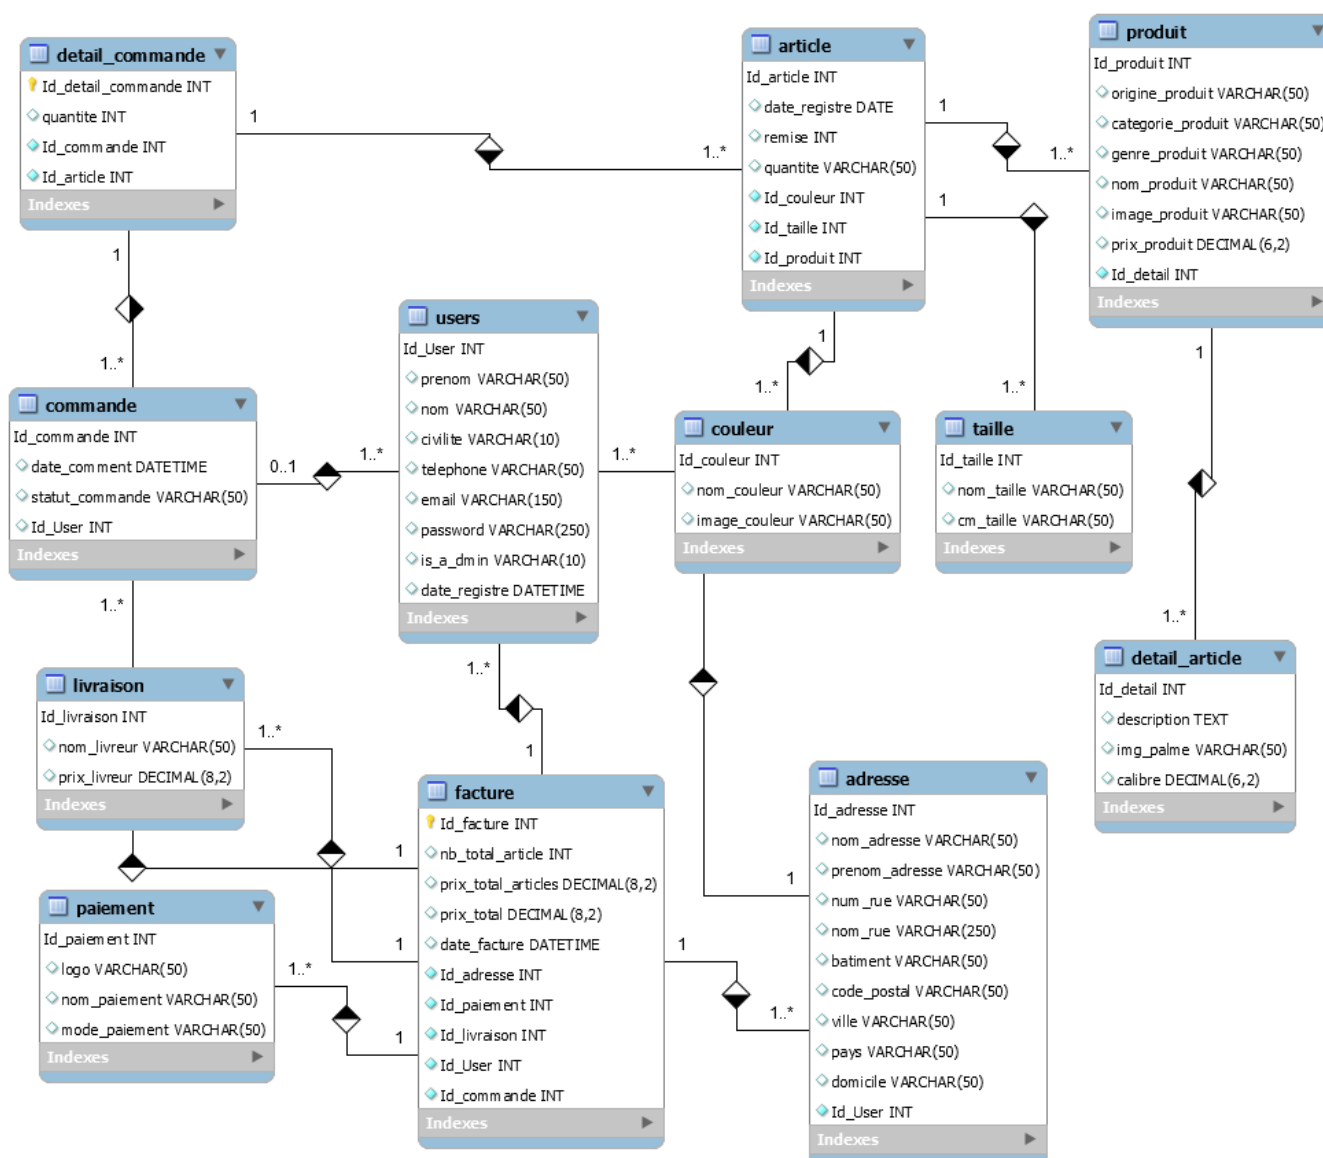 detail_commande
Id_detail_commande INT
quantite INT
Id_commande INT
Id_article INT
Indexes
article
Id_article INT
date_registre DATE
remise INT
quantite VARCHAR(50)
Id_couleur INT
Id_taille INT
Id_produit INT
Indexes
produit
Id_produit INT
origine_produit VARCHAR(50)
categorie_produit VARCHAR(50)
genre_produit VARCHAR(50)
nom_produit VARCHAR(50)
image_produit VARCHAR(50)
prix_produit DECIMAL(6,2)
Id_detail INT
Indexes
1
1..*
1
1..*
1
1
1..*
1
1..*
1
1..*
commande
Id_commande INT
date_comment DATETIME
statut_commande VARCHAR(50)
Id_User INT
Indexes
0..1
1..*
users
Id_User INT
prenom VARCHAR(50)
nom VARCHAR(50)
civilite VARCHAR(10)
telephone VARCHAR(50)
email VARCHAR(150)
password VARCHAR(250)
is_a_dmin VARCHAR(10)
date_registre DATETIME
Indexes
1..*
couleur
Id_couleur INT
nom_couleur VARCHAR(50)
image_couleur VARCHAR(50)
Indexes
taille
Id_taille INT
nom_taille VARCHAR(50)
cm_taille VARCHAR(50)
Indexes
1..*
1..*
1
1..*
livraison
Id_livraison INT
nom_livreur VARCHAR(50)
prix_livreur DECIMAL(8,2)
Indexes
1..*
1
1
detail_article
Id_detail INT
description TEXT
img_palme VARCHAR(50)
calibre DECIMAL(6,2)
Indexes
paiement
Id_paiement INT
logo VARCHAR(50)
nom_paiement VARCHAR(50)
mode_paiement VARCHAR(50)
Indexes
1..*
1
facture
Id_facture INT
nb_total_article INT
prix_total_articles DECIMAL(8,2)
prix_total DECIMAL(8,2)
date_facture DATETIME
Id_adresse INT
Id_paiement INT
Id_livraison INT
Id_User INT
Id_commande INT
Indexes
1
1
1..*
adresse
Id_adresse INT
nom_adresse VARCHAR(50)
prenom_adresse VARCHAR(50)
num_rue VARCHAR(50)
nom_rue VARCHAR(250)
batiment VARCHAR(50)
code_postal VARCHAR(50)
ville VARCHAR(50)
pays VARCHAR(50)
domicile VARCHAR(50)
Id_User INT
Indexes